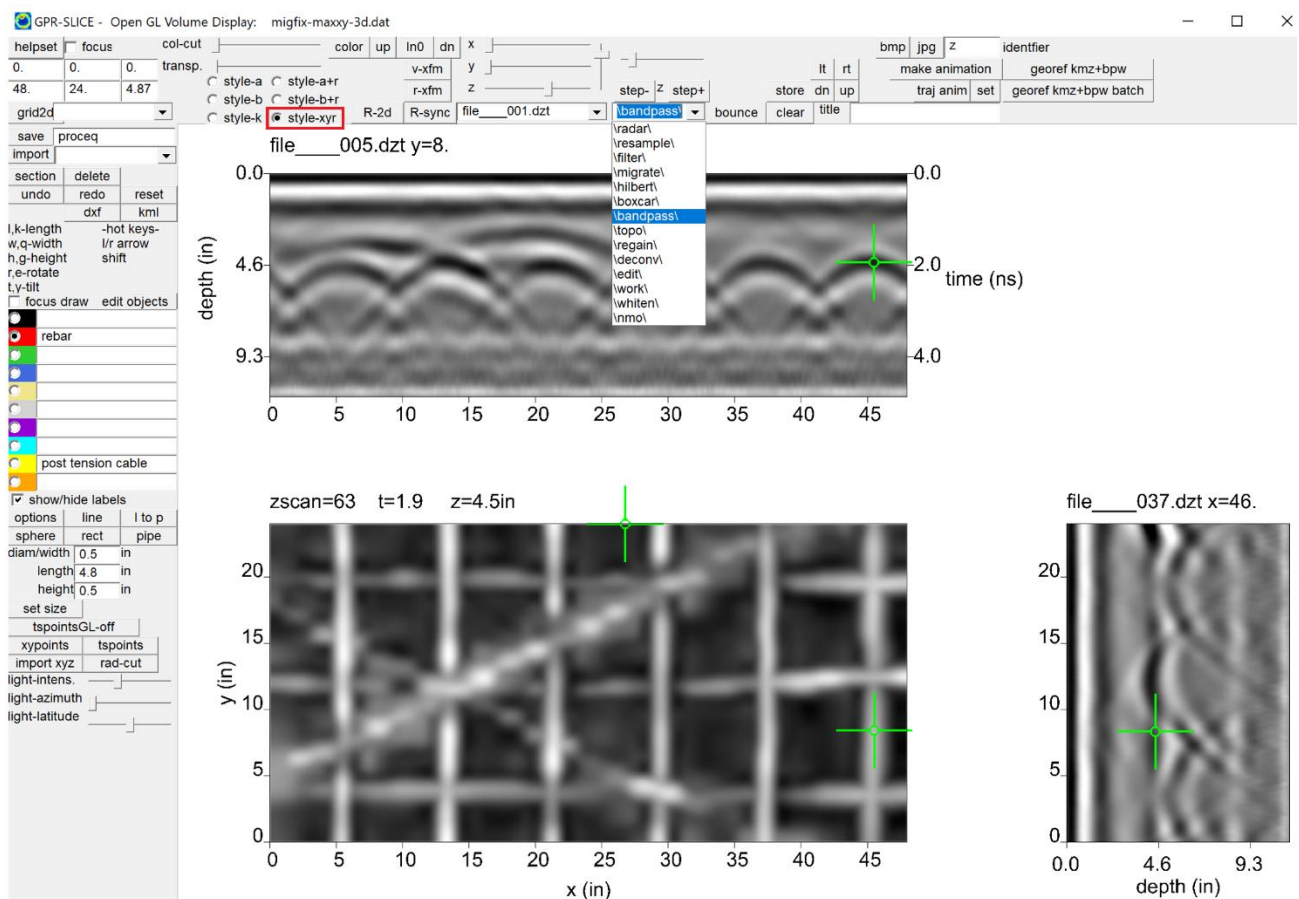 GPR-SLICE - Open GL Volume Display: migfix-maxxy-3d.dat
helpset focus col-cut color up ln0 dn x bmp jpg z identfier
0. 0. 0. transp. style-a style-a+r v-xfm y lt rt make animation georef kmz+bpw
48. 24. 4.87 style-b style-b+r r-xfm z step- z step+ store dn up traj anim set georef kmz+bpw batch
grid2d style-k style-xyr R-2d R-sync file____001.dzt \bandpass\ bounce clear title
save proceq
import
section delete
undo redo reset
dxf kml
l,k-length -hot keys-
w,q-width l/r arrow
h,g-height shift
r,e-rotate
t,y-tilt
focus draw edit objects
rebar
post tension cable
show/hide labels
options line l to p
sphere rect pipe
diam/width 0.5 in
length 4.8 in
height 0.5 in
set size
tspointsGL-off
xypoints tspoints
import xyz rad-cut
light-intens.
light-azimuth
light-latitude
\radar\
\resample\
\filter\
\migrate\
\hilbert\
\boxcar\
\bandpass\
\topo\
\regain\
\deconv\
\edit\
\work\
\whiten\
\nmo\
file____005.dzt y=8.
0.0 0.0
4.6 2.0
9.3 4.0
depth (in)
time (ns)
0 5 10 15 20 25 30 35 40 45
zscan=63 t=1.9 z=4.5in
20
15
10
5
0
y (in)
0 5 10 15 20 25 30 35 40 45
x (in)
file____037.dzt x=46.
20
15
10
5
0
0.0 4.6 9.3
depth (in)